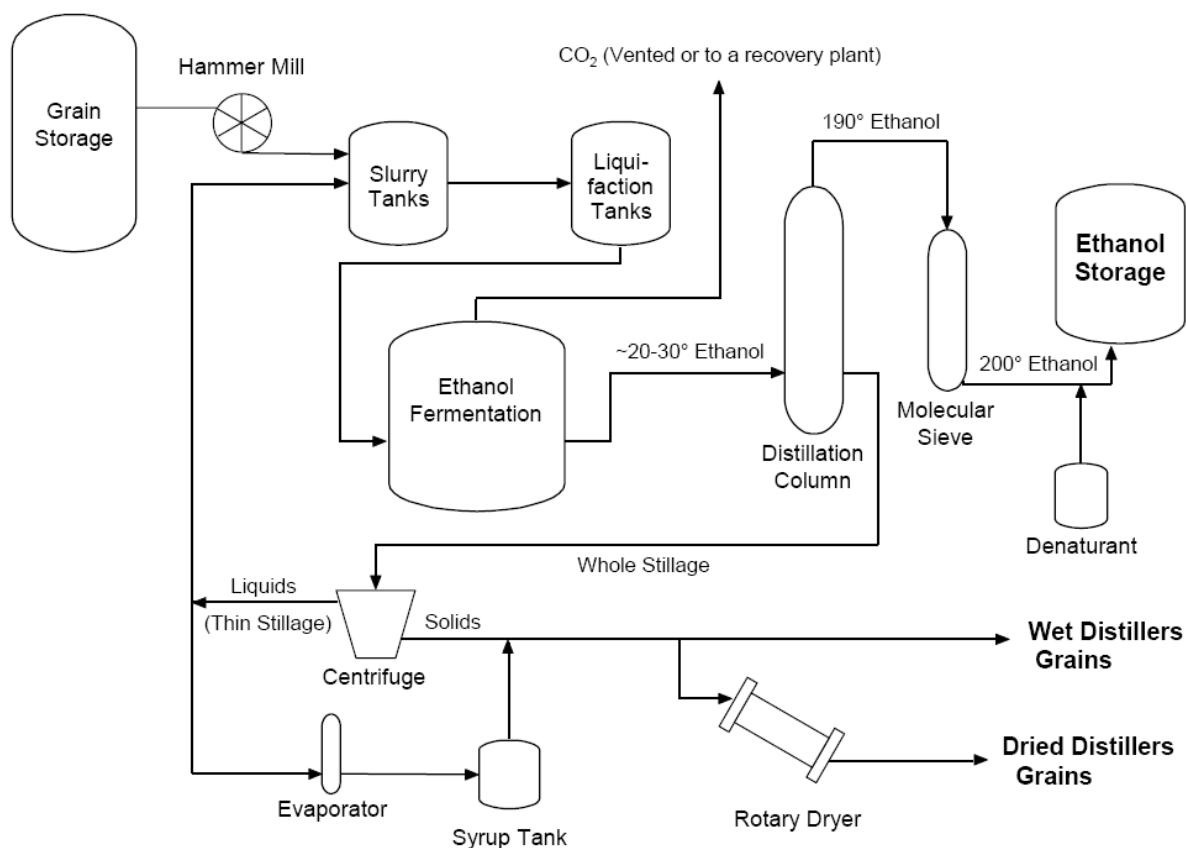 CO₂ (Vented or to a recovery plant)
Hammer Mill
Grain
Storage
190° Ethanol
Slurry
Tanks
Liqui-
faction
Tanks
Ethanol
Storage
~20-30° Ethanol
200° Ethanol
Ethanol
Fermentation
Molecular
Sieve
Distillation
Column
Denaturant
Whole Stillage
Liquids
(Thin Stillage)
Solids
Centrifuge
Wet Distillers
Grains
Dried Distillers
Grains
Evaporator
Syrup Tank
Rotary Dryer